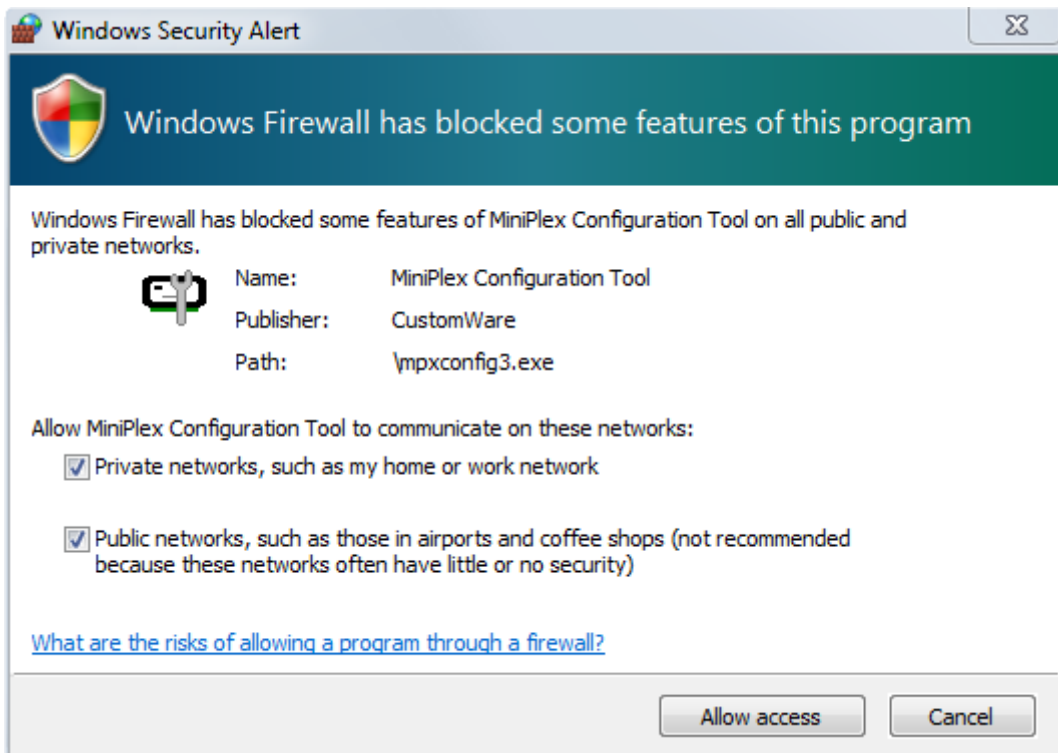 Windows Security Alert
Windows Firewall has blocked some features of this program
Windows Firewall has blocked some features of MiniPlex Configuration Tool on all public and
private networks.
Name: MiniPlex Configuration Tool
Publisher: CustomWare
Path: \mpxconfig3.exe
Allow MiniPlex Configuration Tool to communicate on these networks:
Private networks, such as my home or work network
Public networks, such as those in airports and coffee shops (not recommended
because these networks often have little or no security)
What are the risks of allowing a program through a firewall?
Allow access Cancel